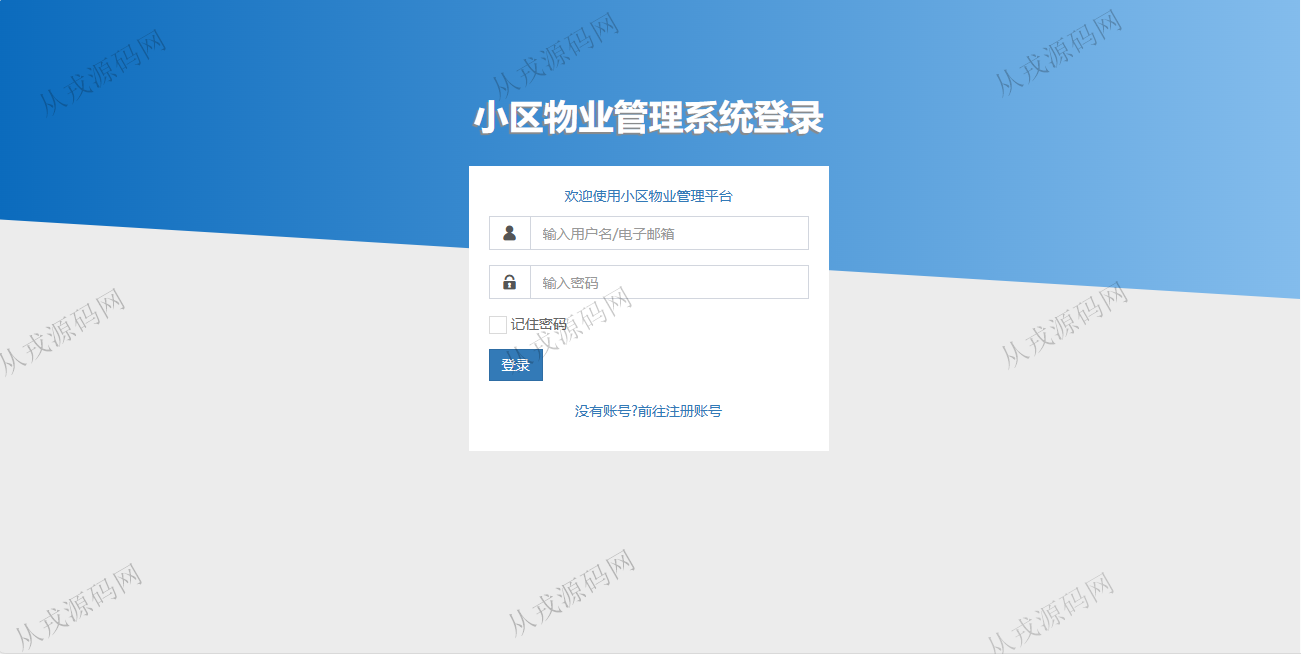 从戎源码网
从戎源码网
从戎源码网
小区物业管理系统登录
欢迎使用小区物业管理平台
输入用户名/电子邮箱
输入密码
从戎源码网
从戎源码网
从戎源码网
记住密码
登录
没有账号?前往注册账号
从戎源码网
从戎源码网
从戎源码网